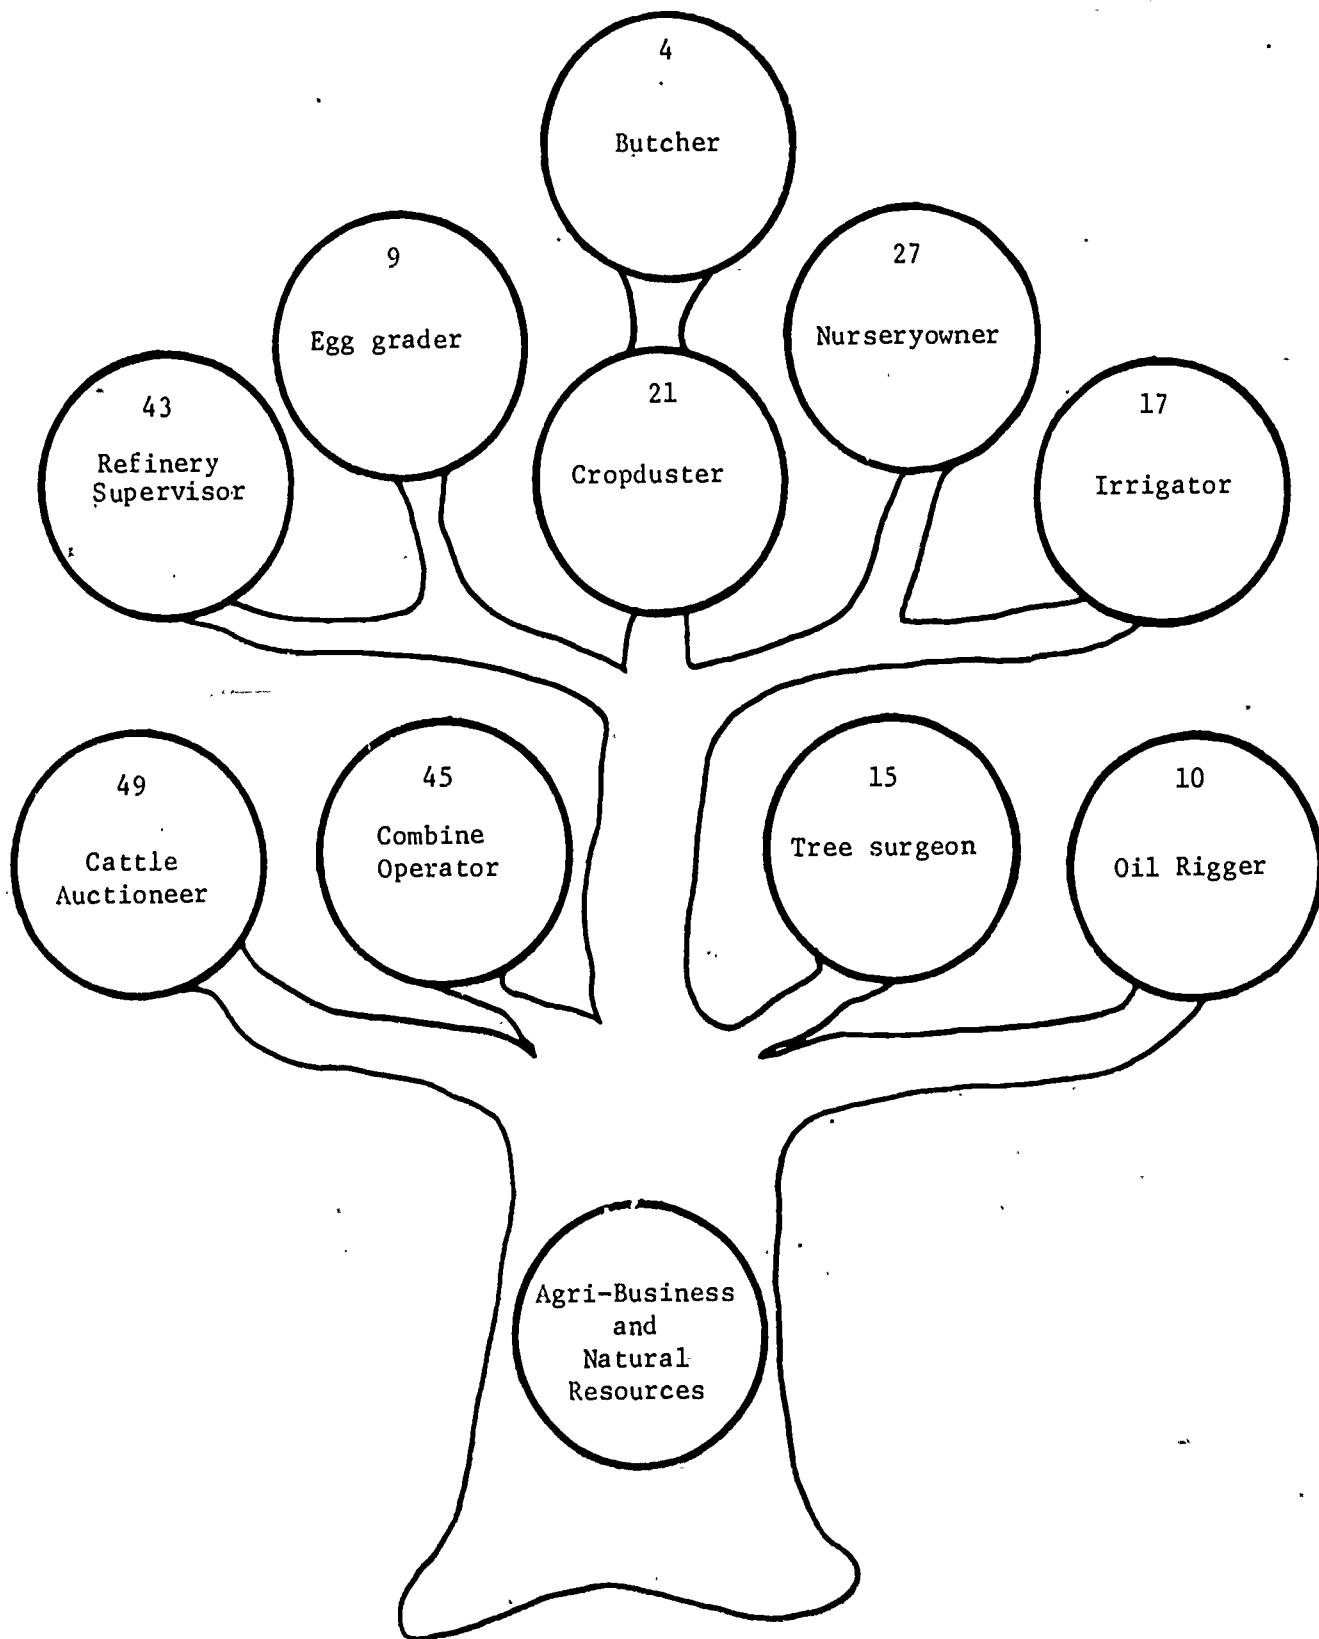 4
Butcher
9
Egg grader
27
Nurseryowner
43
Refinery
Supervisor
21
Cropduster
17
Irrigator
49
Cattle
Auctioneer
45
Combine
Operator
15
Tree surgeon
10
Oil Rigger
Agri-Business
and
Natural
Resources